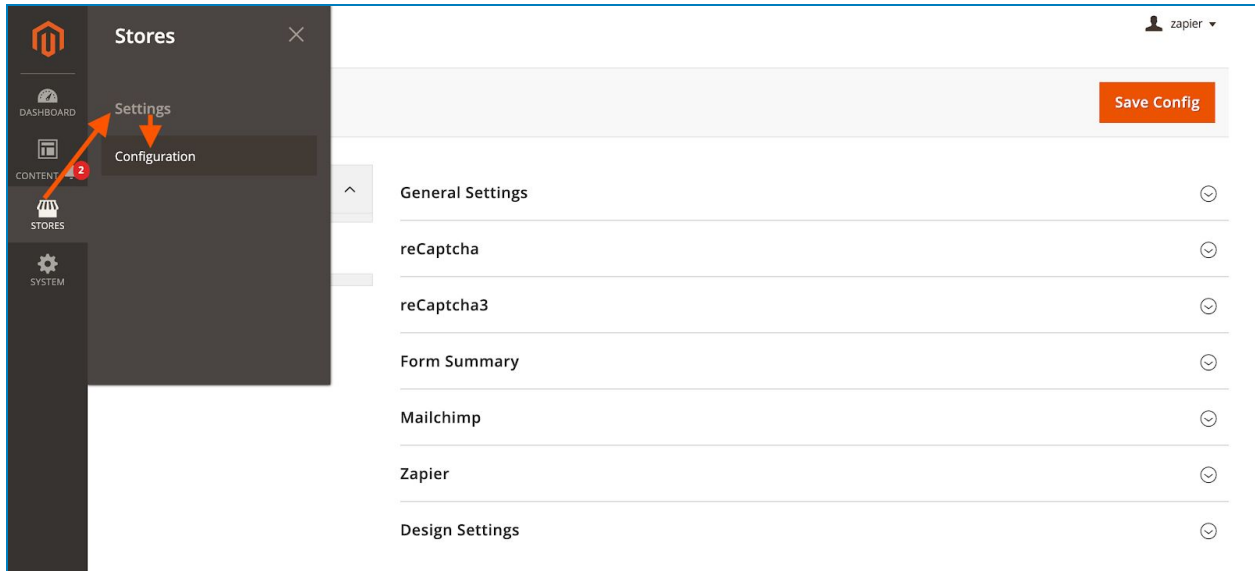 Stores
zapier
DASHBOARD
Settings
Save Config
Configuration
CONTENT
2
STORES
General Settings
SYSTEM
reCaptcha
reCaptcha3
Form Summary
Mailchimp
Zapier
Design Settings